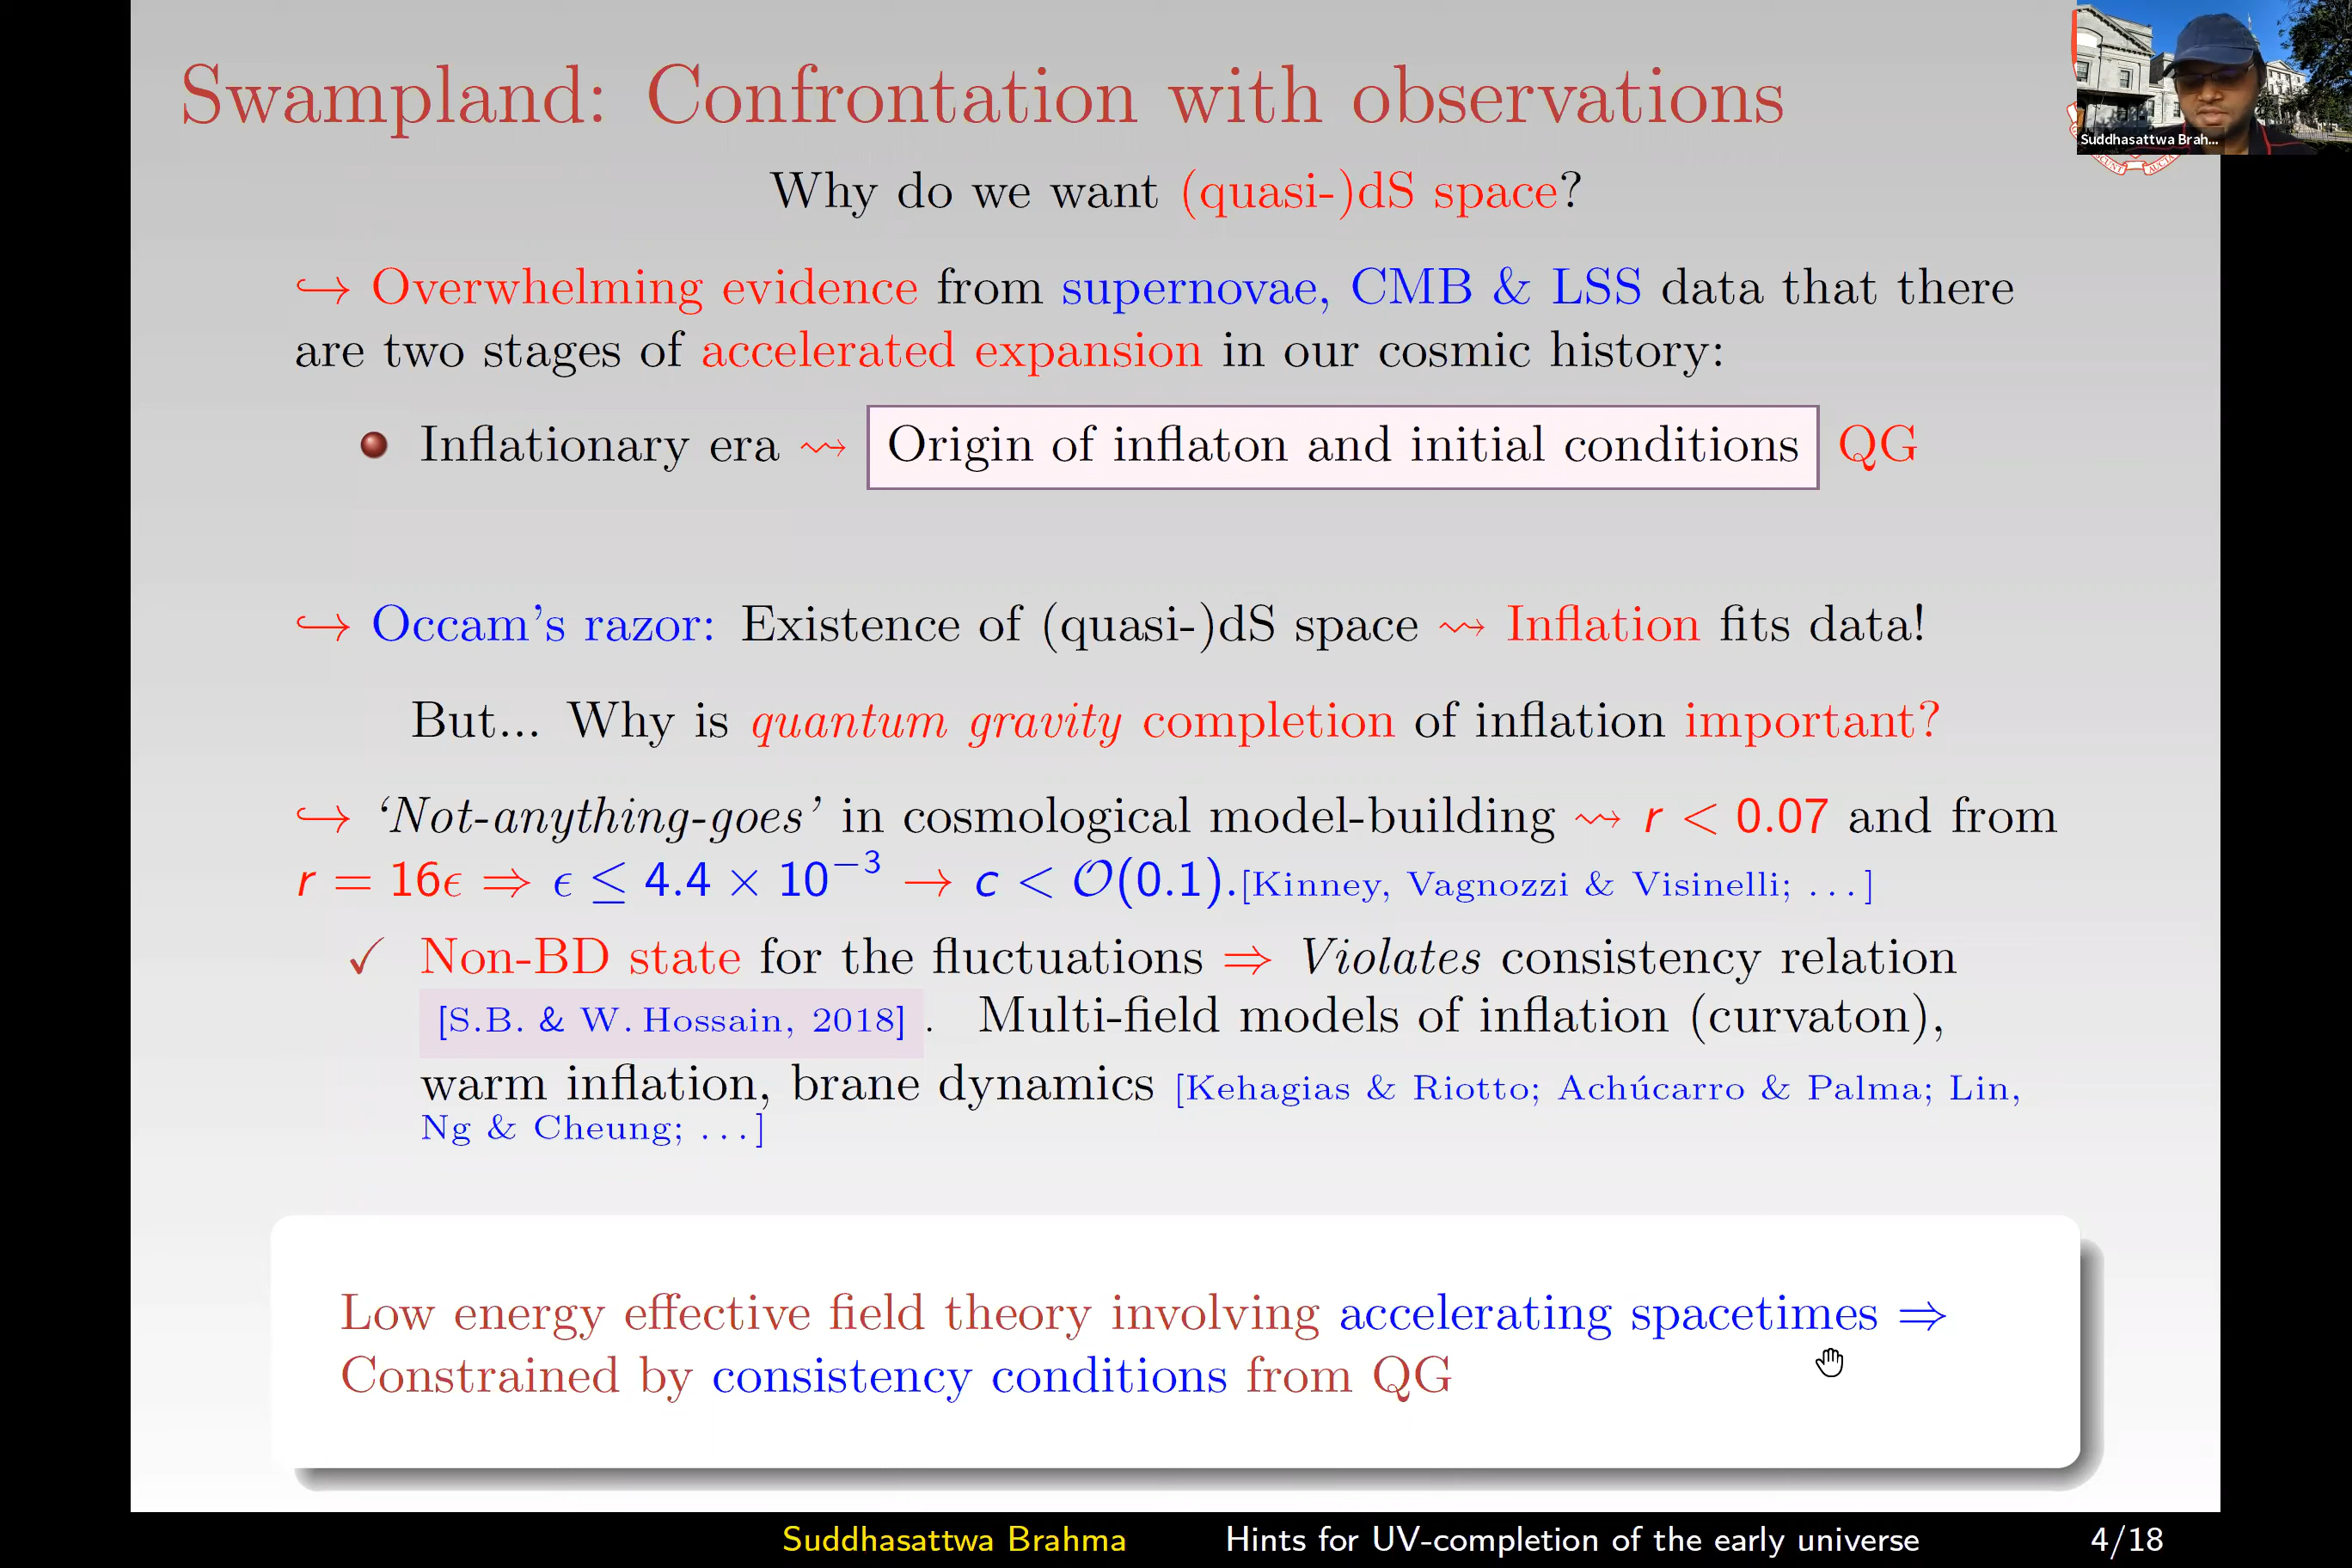 Swampland: Confrontation with observations
Suddhasattwa Brah...
Why do we want (quasi-)dS space?
↪ Overwhelming evidence from supernovae, CMB & LSS data that there
are two stages of accelerated expansion in our cosmic history:
● Inflationary era ⇝ Origin of inflaton and initial conditions QG
↪ Occam's razor: Existence of (quasi-)dS space ⇝ Inflation fits data!
But... Why is quantum gravity completion of inflation important?
↪ ‘Not-anything-goes’ in cosmological model-building ⇝ r < 0.07 and from
r = 16ϵ ⇒ ϵ ≤ 4.4 × 10⁻³ → c < 𝒪(0.1).[Kinney, Vagnozzi & Visinelli; ...]
✓ Non-BD state for the fluctuations ⇒ Violates consistency relation
[S.B. & W. Hossain, 2018] . Multi-field models of inflation (curvaton),
warm inflation, brane dynamics [Kehagias & Riotto; Achúcarro & Palma; Lin,
Ng & Cheung; ...]
Low energy effective field theory involving accelerating spacetimes ⇒
Constrained by consistency conditions from QG
Suddhasattwa Brahma Hints for UV-completion of the early universe 4/18